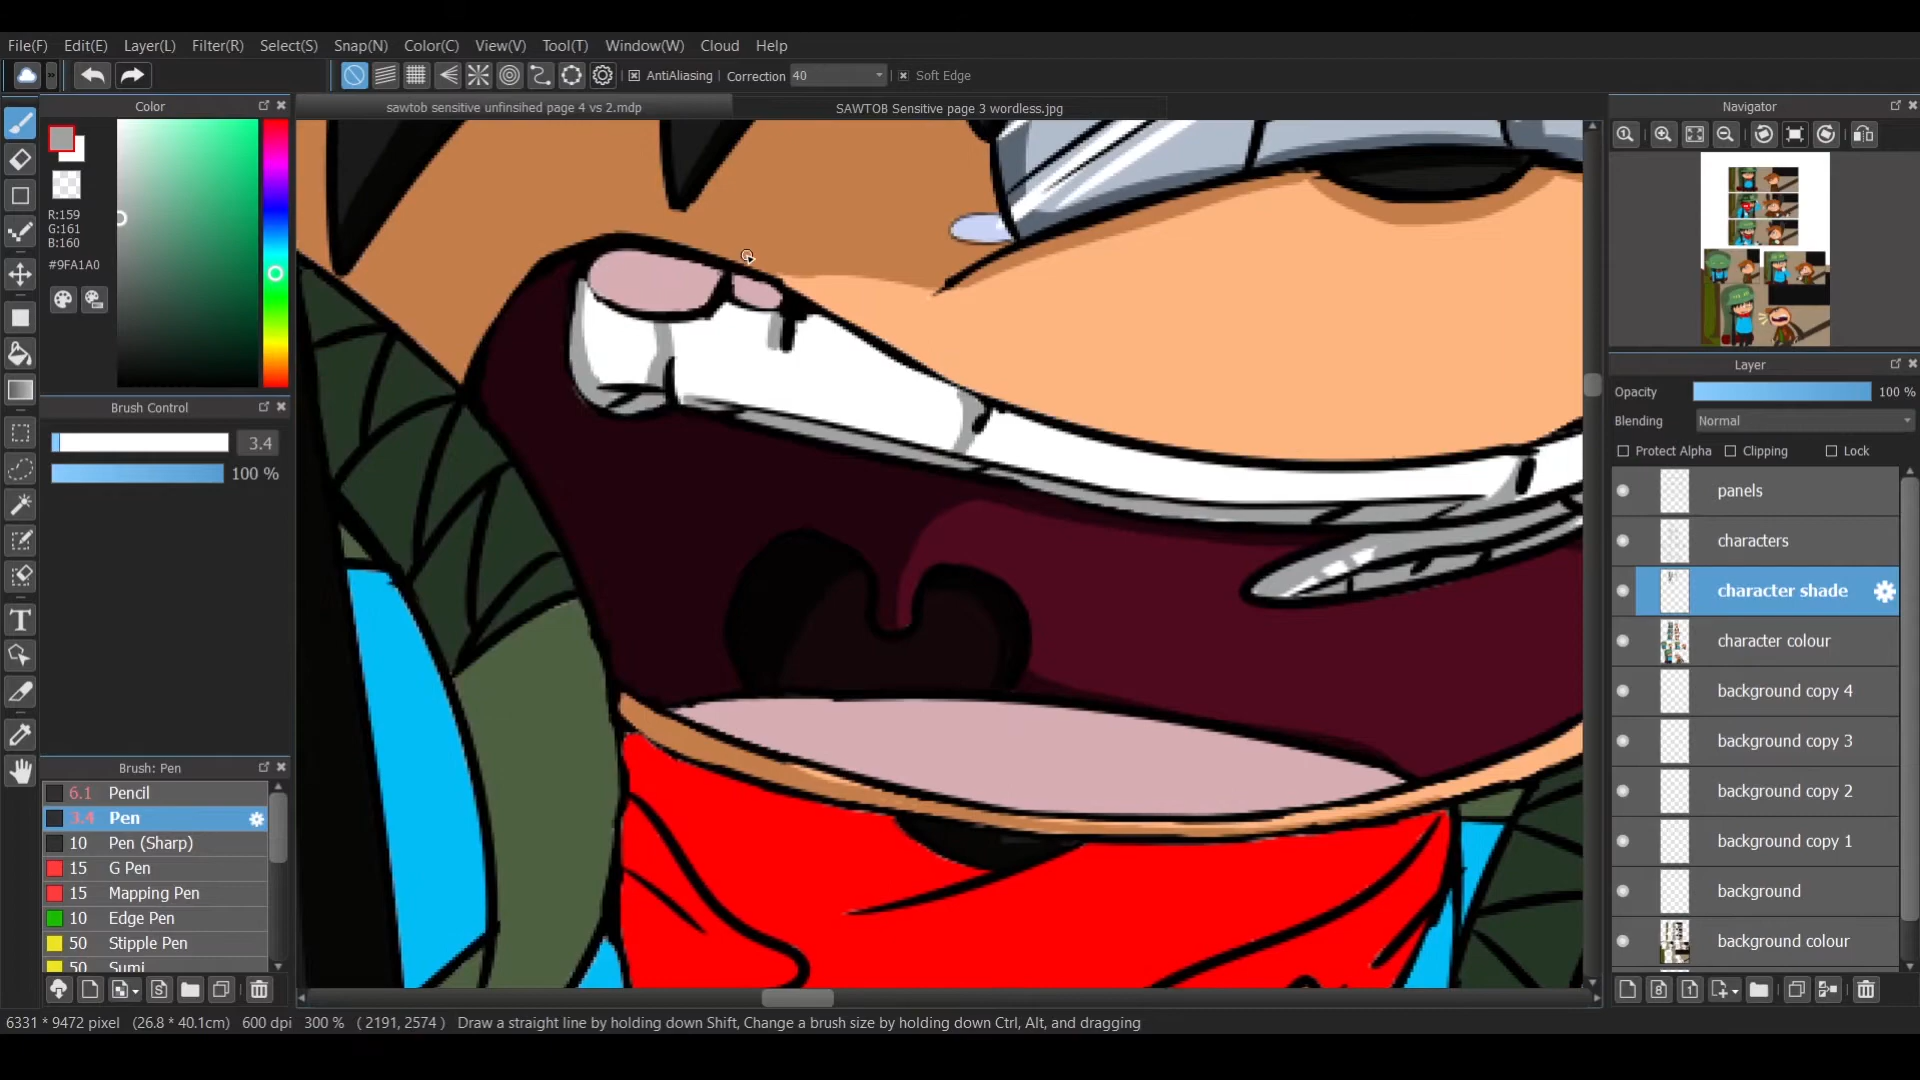 File(F) Edit(E) Layer(L) Filter(R) Select(S) Snap(N) Color(C) View(V) Tool(T) Window(W) Cloud Help
» AntiAliasing Correction 40 Soft Edge
Color
sawtob sensitive unfinsihed page 4 vs 2.mdp
SAWTOB Sensitive page 3 wordless.jpg
Navigator
R:159
G:161
B:160
#9FA1A0
Brush Control
3.4
100 %
Brush: Pen
6.1 Pencil
3.4 Pen
10 Pen (Sharp)
15 G Pen
15 Mapping Pen
10 Edge Pen
50 Stipple Pen
50 Sumi
Layer
Opacity 100 %
Blending Normal
Protect Alpha Clipping Lock
panels
characters
character shade
character colour
background copy 4
background copy 3
background copy 2
background copy 1
background
background colour
6331 * 9472 pixel (26.8 * 40.1cm) 600 dpi 300 % ( 2191, 2574 ) Draw a straight line by holding down Shift, Change a brush size by holding down Ctrl, Alt, and dragging